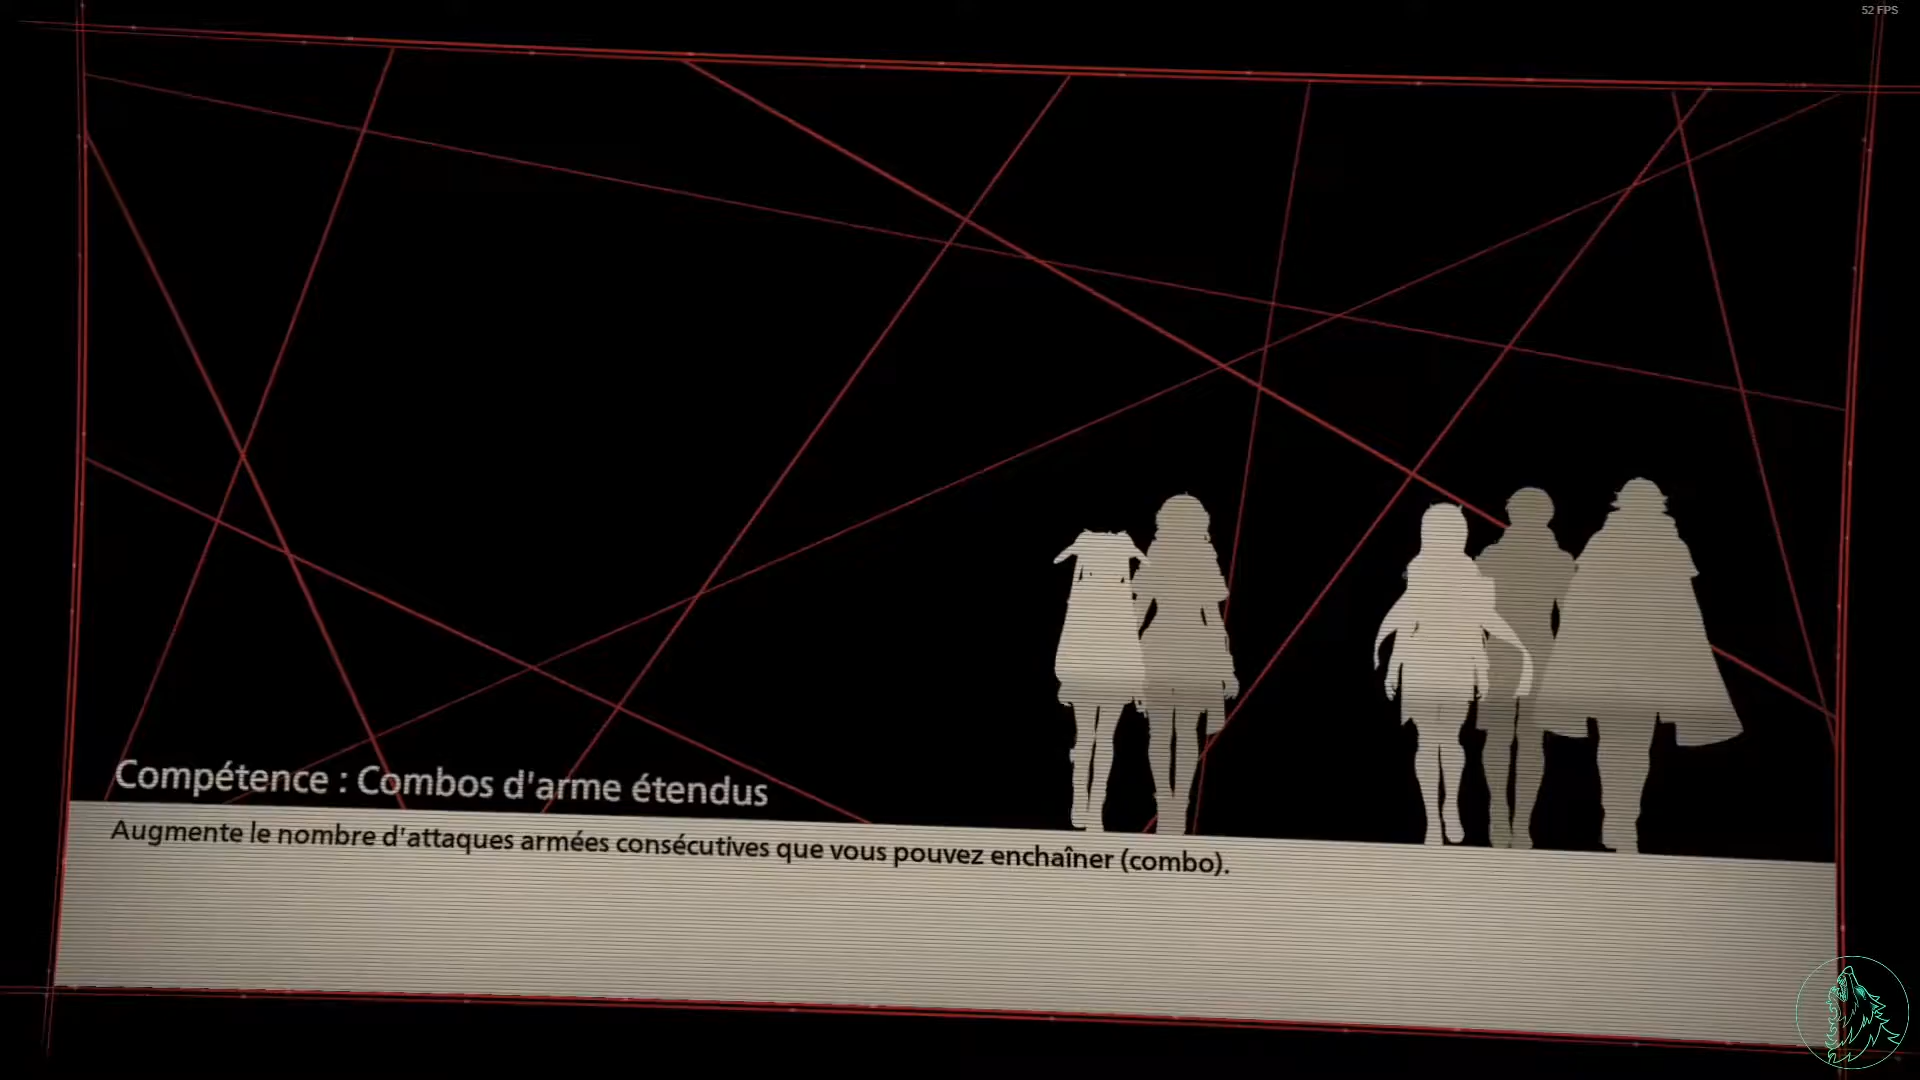 52 FPS
Compétence : Combos d'arme étendus
Augmente le nombre d'attaques armées consécutives que vous pouvez enchaîner (combo).